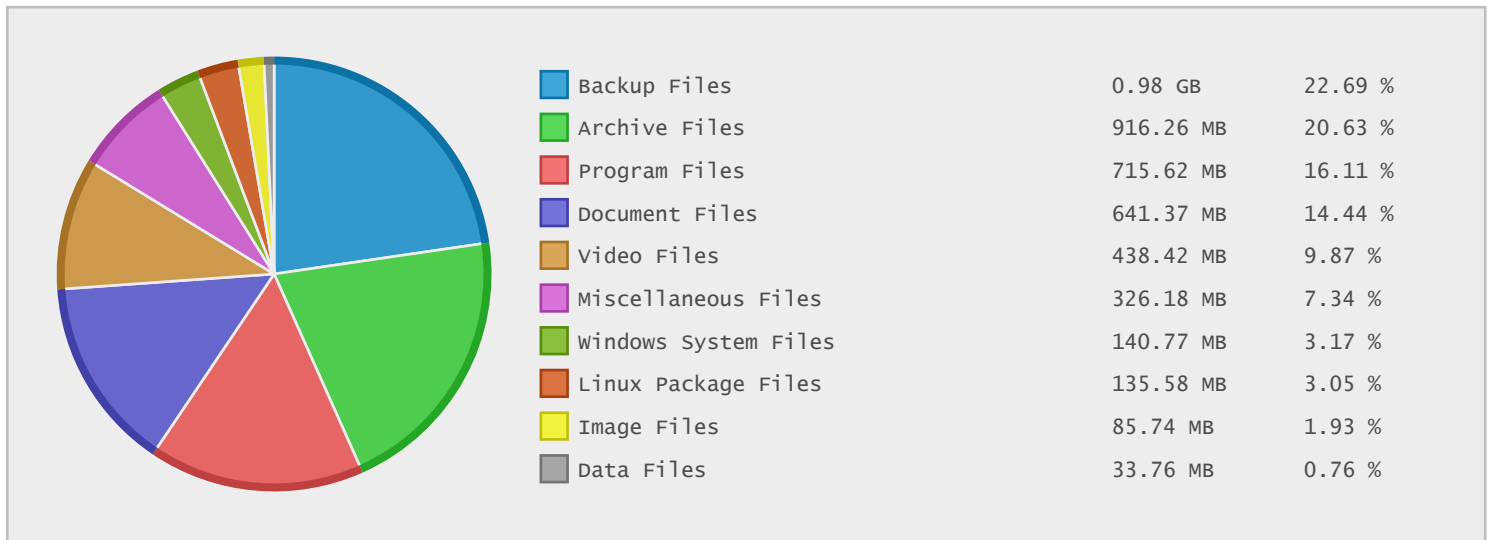 Backup Files 0.98 GB 22.69 %
Archive Files 916.26 MB 20.63 %
Program Files 715.62 MB 16.11 %
Document Files 641.37 MB 14.44 %
Video Files 438.42 MB 9.87 %
Miscellaneous Files 326.18 MB 7.34 %
Windows System Files 140.77 MB 3.17 %
Linux Package Files 135.58 MB 3.05 %
Image Files 85.74 MB 1.93 %
Data Files 33.76 MB 0.76 %